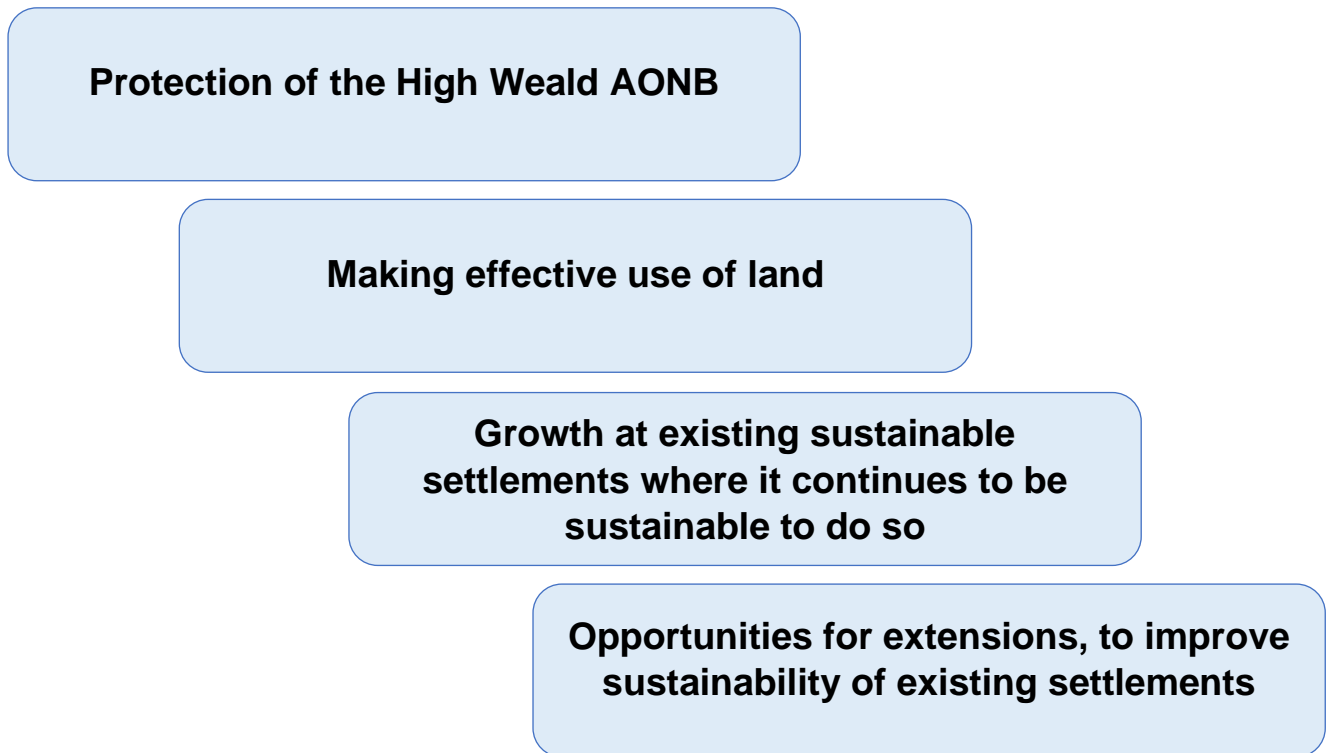 Protection of the High Weald AONB
Making effective use of land
Growth at existing sustainable
settlements where it continues to be
sustainable to do so
Opportunities for extensions, to improve
sustainability of existing settlements